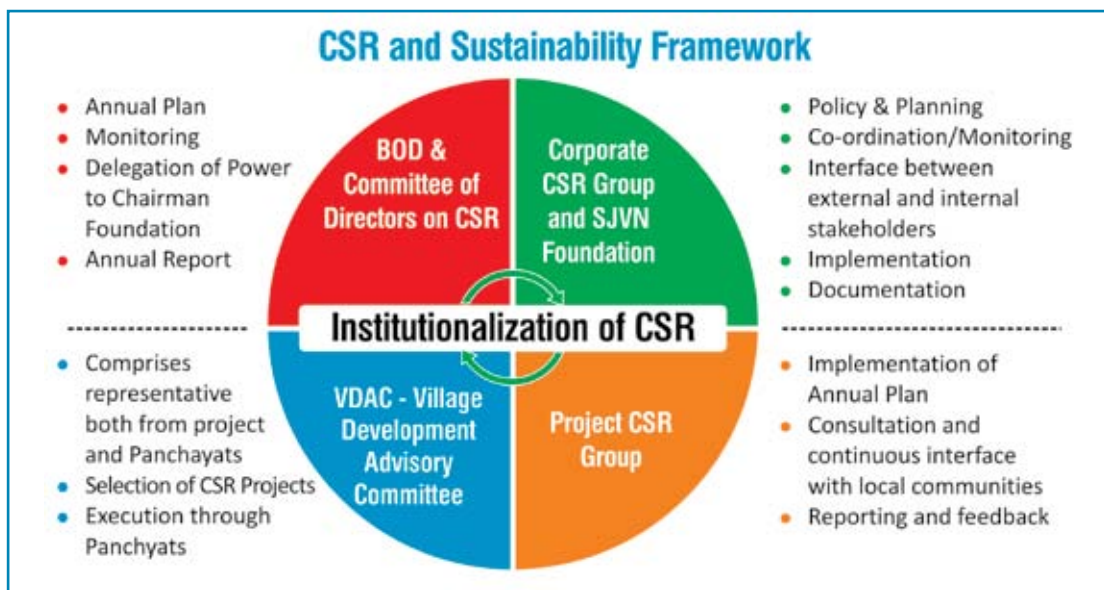 CSR and Sustainability Framework
• Annual Plan
• Monitoring
• Delegation of Power
to Chairman
Foundation
• Annual Report
BOD &
Committee of
Directors on CSR
Corporate
CSR Group
and SJVN
Foundation
• Policy & Planning
• Co-ordination/Monitoring
• Interface between
external and internal
stakeholders
• Implementation
• Documentation
Institutionalization of CSR
• Comprises
representative
both from project
and Panchayats
• Selection of CSR Projects
• Execution through
Panchyats
VDAC - Village
Development
Advisory
Committee
Project CSR
Group
• Implementation of
Annual Plan
• Consultation and
continuous interface
with local communities
• Reporting and feedback